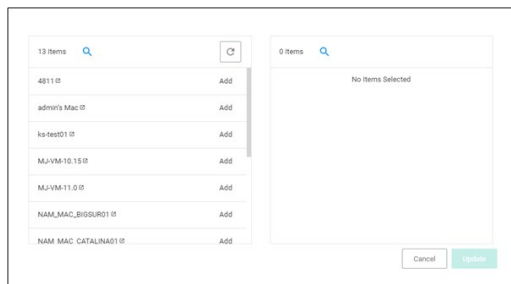 13 Items
4811 Add
admin's Mac Add
ks-test01 Add
MJ-VM-10.15 Add
MJ-VM-11.0 Add
NAM_MAC_BIGSUR01 Add
NAM_MAC_CATALINA01 Add
0 Items
No Items Selected
Cancel Update